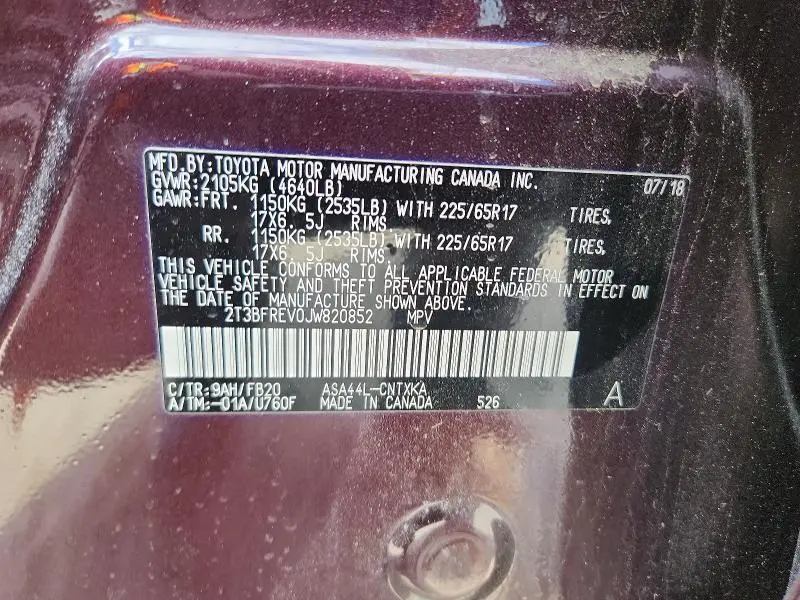 MFD.BY:TOYOTA MOTOR MANUFACTURING CANADA INC. 07/18
GVWR:2105KG (4640LB)
GAWR:FRT. 1150KG (2535LB) WITH 225/65R17 TIRES,
17X6. 5J RIMS
RR. 1150KG (2535LB) WITH 225/65R17 TIRES,
17X6. 5J RIMS
THIS VEHICLE CONFORMS TO ALL APPLICABLE FEDERAL MOTOR
VEHICLE SAFETY AND THEFT PREVENTION STANDARDS IN EFFECT ON
THE DATE OF MANUFACTURE SHOWN ABOVE.
2T3BFREV0JW820852 MPV
C/TR:9AH/FB20 ASA44L-CNTXKA
A/TM:-01A/U760F MADE IN CANADA 526 A